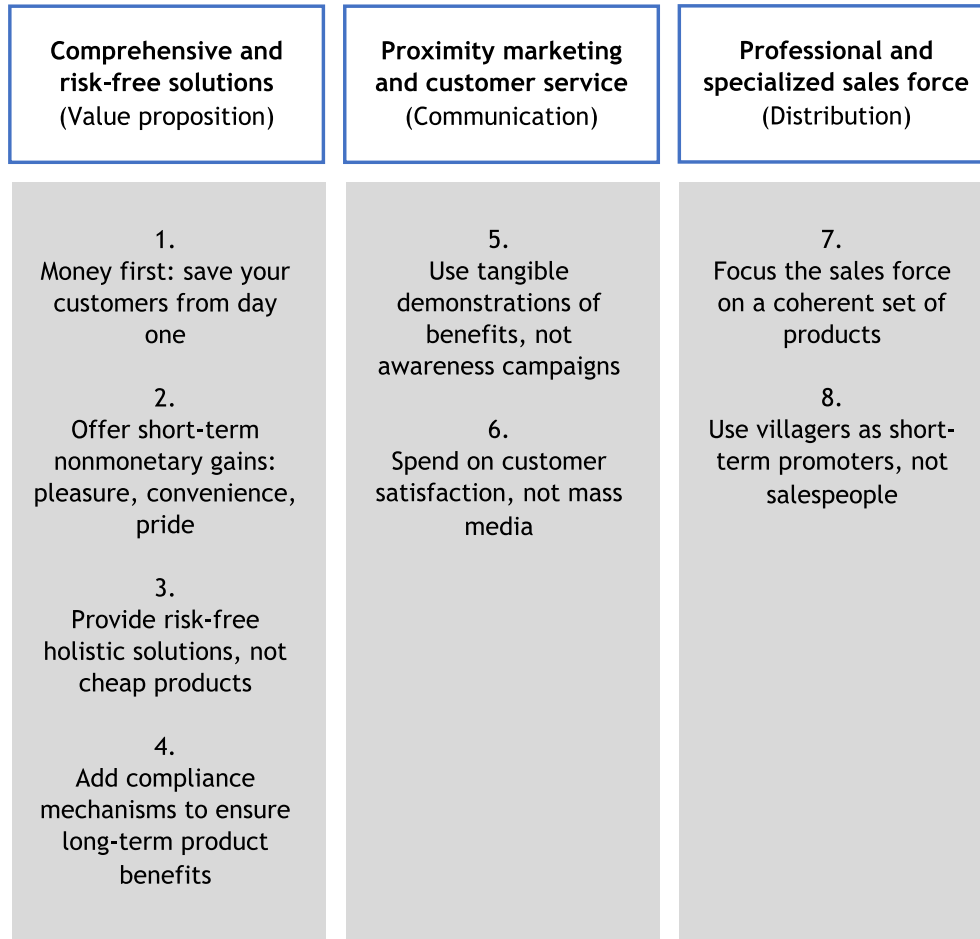 Comprehensive and
risk-free solutions
(Value proposition)
Proximity marketing
and customer service
(Communication)
Professional and
specialized sales force
(Distribution)
1.
Money first: save your
customers from day
one
2.
Offer short-term
nonmonetary gains:
pleasure, convenience,
pride
3.
Provide risk-free
holistic solutions, not
cheap products
4.
Add compliance
mechanisms to ensure
long-term product
benefits
5.
Use tangible
demonstrations of
benefits, not
awareness campaigns
6.
Spend on customer
satisfaction, not mass
media
7.
Focus the sales force
on a coherent set of
products
8.
Use villagers as short-
term promoters, not
salespeople